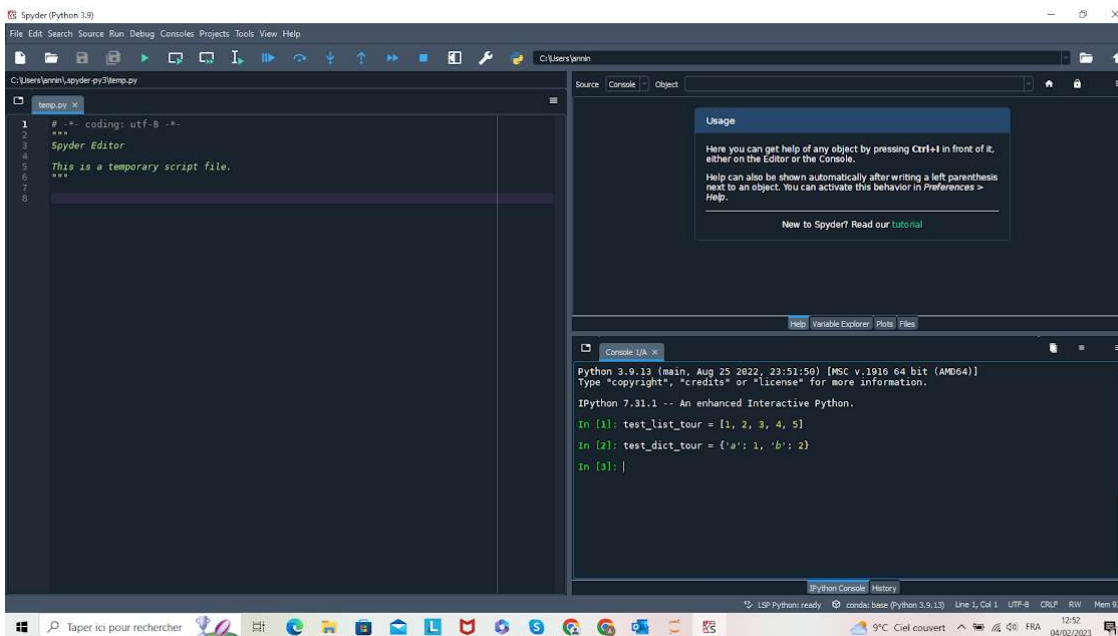 Spyder (Python 3.9)
File Edit Search Source Run Debug Consoles Projects Tools View Help
C:\Users\annin
C:\Users\annin\.spyder-py3\temp.py
temp.py
1 # -*- coding: utf-8 -*-
2 """
3 Spyder Editor
4
5 This is a temporary script file.
6 """
7
8
Source Console Object
Usage
Here you can get help of any object by pressing Ctrl+I in front of it,
either on the Editor or the Console.
Help can also be shown automatically after writing a left parenthesis
next to an object. You can activate this behavior in Preferences >
Help.
New to Spyder? Read our tutorial
Help Variable Explorer Plots Files
Console 1/A
Python 3.9.13 (main, Aug 25 2022, 23:51:50) [MSC v.1916 64 bit (AMD64)]
Type "copyright", "credits" or "license" for more information.
IPython 7.31.1 -- An enhanced Interactive Python.
In [1]: test_list_tour = [1, 2, 3, 4, 5]
In [2]: test_dict_tour = {'a': 1, 'b': 2}
In [3]:
IPython Console History
LSP Python: ready conda: base (Python 3.9.13) Line 1, Col 1 UTF-8 CRLF RW Mem 9
Taper ici pour rechercher
9°C Ciel couvert FRA 12:52
04/02/2023